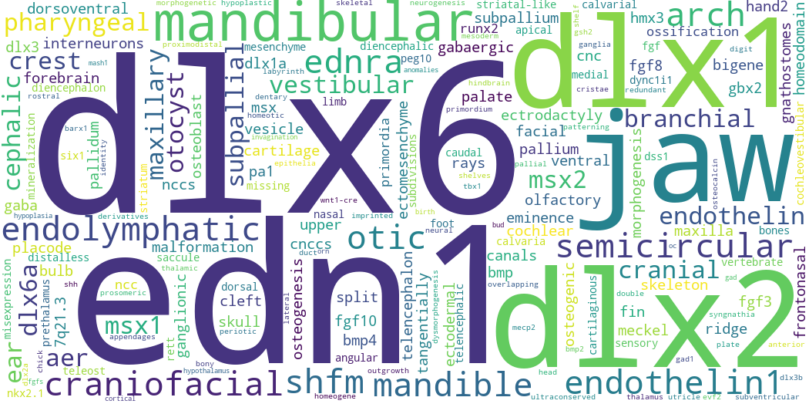 dorsoventral
pharyngeal
mandibular
arch
hand2
dlx3
interneurons
crest
forebrain
cephalic
diencephalon
rostral
mineralization
six1
barx1
identity
pallidum
gaba
striatum
hypoplasia
derivatives
maxillary
otocyst
osteoblast
nccs
subpallial
proximodistal
mash1
morphogenetic
hypoplastic
skeletal
neurogenesis
mesenchyme
diencephalic
dlx1a
ednra
vestibular
msx
labyrinth
anomalies
peg10
limb
dentary
homeotic
vesicle
invagination
cartilage
epithelia
pa1
missing
primordia
ectomesenchyme
subdivisions
wnt1-cre
nasal
imprinted
birth
dlx6
striatal-like
subpallium
runx2
apical
gabaergic
mesoderm
palate
hindbrain
primordium
caudal
rays
shelves
tbx1
dlx1
calvarial
hmx3
shelf
gsh2
ossification
ganglia
fgf
digit
cnc
fgf8
bigene
medial
dync1i1
cristae
redundant
gbx2
gnathostomes
homeodomain
ectrodactyly
facial
patterning
branchial
pallium
pallial
ventral
dss1
msx2
olfactory
morphogenesis
jaw
osteocalcin
cochleovestibular
eminence
cochlear
endothelin
maxilla
bones
endolymphatic
placode
distalless
malformation
bulb
saccule
shh
ncc
thalamic
prosomeric
upper
cnccs
otic
foot
neural
bud
duct
orn
edn1
semicircular
canals
calvaria
oc
bmp
cranial
vertebrate
skeleton
gad
frontonasal
misexpression
dlx6a
prethalamus
7q21.3
msx1
appendages
ganglionic
dorsal
cleft
skull
periotic
lateral
osteogenesis
split
fgf10
bmp4
angular
telencephalon
tangentially
ectodermal
telencephalic
dysmorphogenesis
overlapping
mecp2
osteogenic
bmp2
cartilaginous
fin
meckel
sensory
double
syngnathia
ridge
plate
gad1
fgf3
anterior
dlx2
ear
fgfs
nkx2.1
chick
aer
teleost
rett
bony
hypothalamus
outgrowth
homeogene
craniofacial
cortical
shfm
mandible
head
endothelin1
utricle
ultraconserved
thalamus
evf2
subventricular
dlx3b